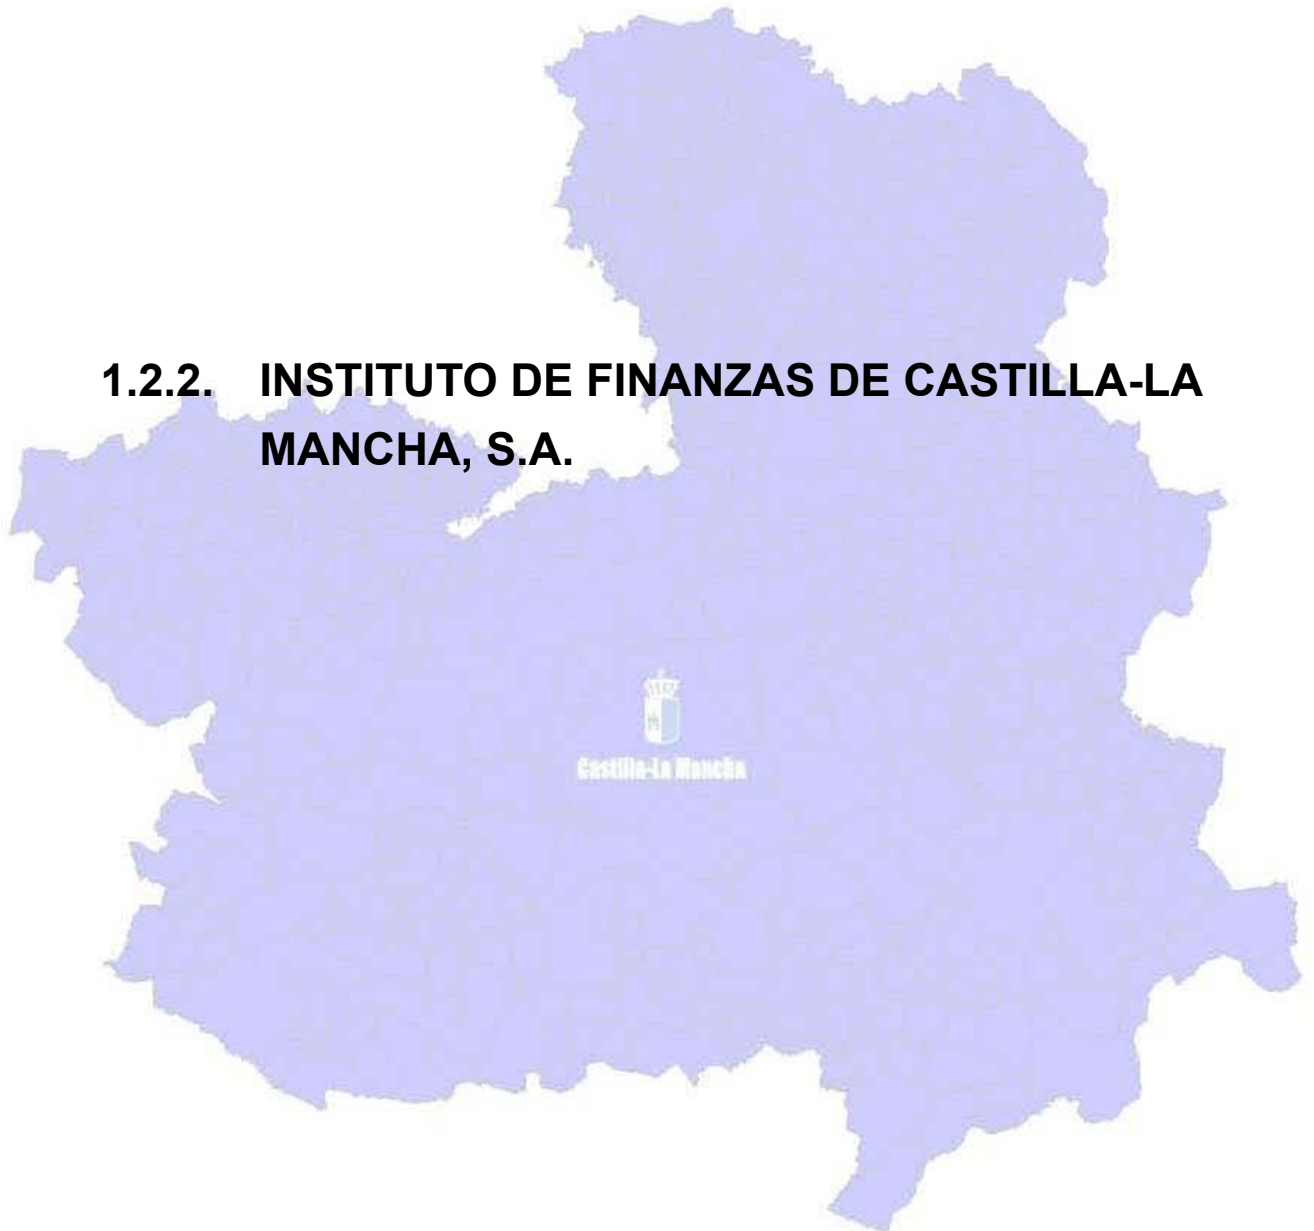 1.2.2. INSTITUTO DE FINANZAS DE CASTILLA-LA
MANCHA, S.A.
Castilla-La Mancha